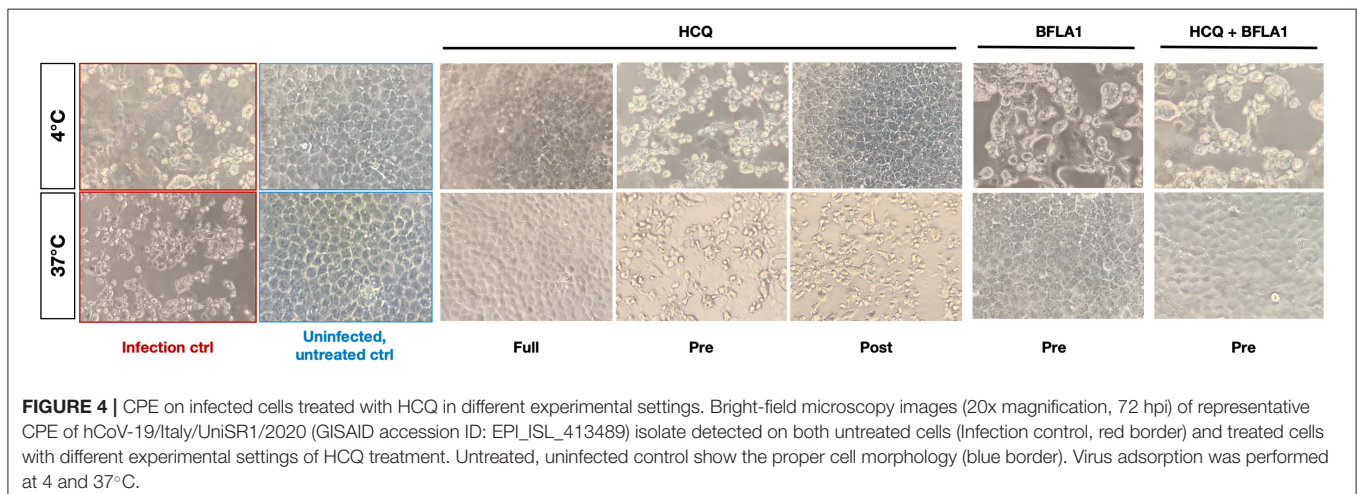 HCQ BFLA1 HCQ + BFLA1
4°C
37°C
Infection ctrl Uninfected, untreated ctrl Full Pre Post Pre Pre
FIGURE 4 | CPE on infected cells treated with HCQ in different experimental settings. Bright-field microscopy images (20x magnification, 72 hpi) of representative
CPE of hCoV-19/Italy/UniSR1/2020 (GISAID accession ID: EPI_ISL_413489) isolate detected on both untreated cells (Infection control, red border) and treated cells
with different experimental settings of HCQ treatment. Untreated, uninfected control show the proper cell morphology (blue border). Virus adsorption was performed
at 4 and 37°C.